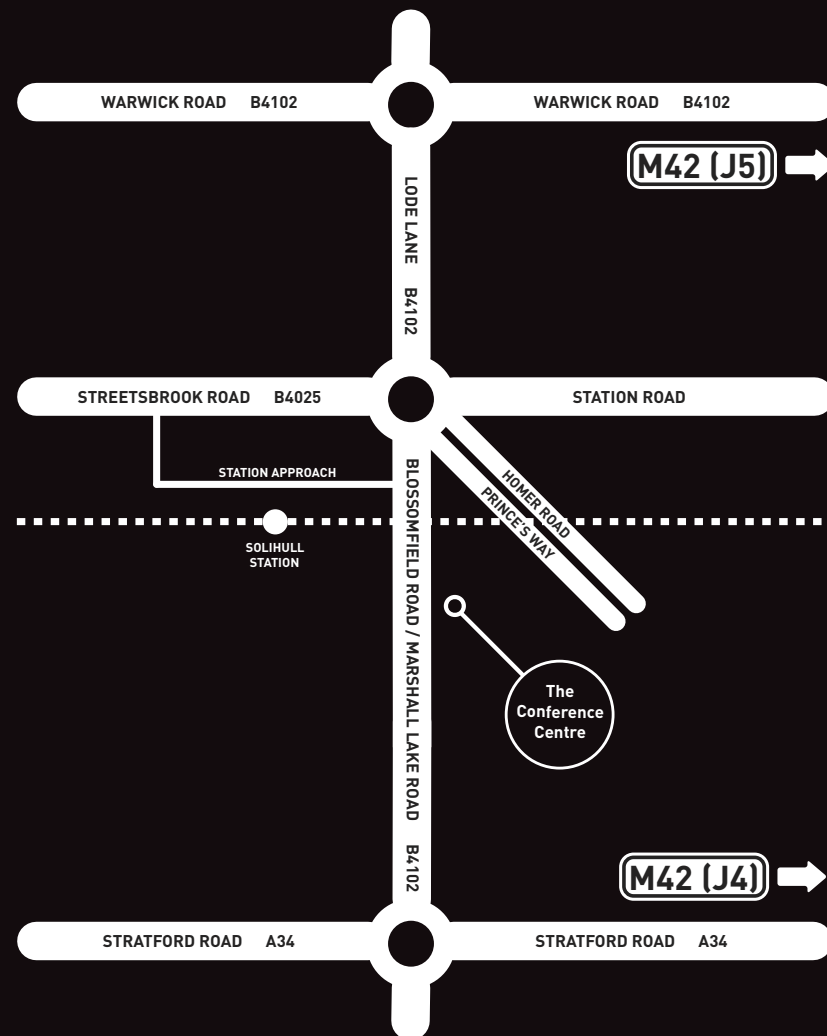 WARWICK ROAD B4102
WARWICK ROAD B4102
M42 (J5)
LODE LANE B4102
STREETSBROOK ROAD B4025
STATION ROAD
STATION APPROACH
HOMER ROAD
PRINCE'S WAY
SOLIHULL
STATION
BLOSSOMFIELD ROAD / MARSHALL LAKE ROAD B4102
The
Conference
Centre
M42 (J4)
STRATFORD ROAD A34
STRATFORD ROAD A34